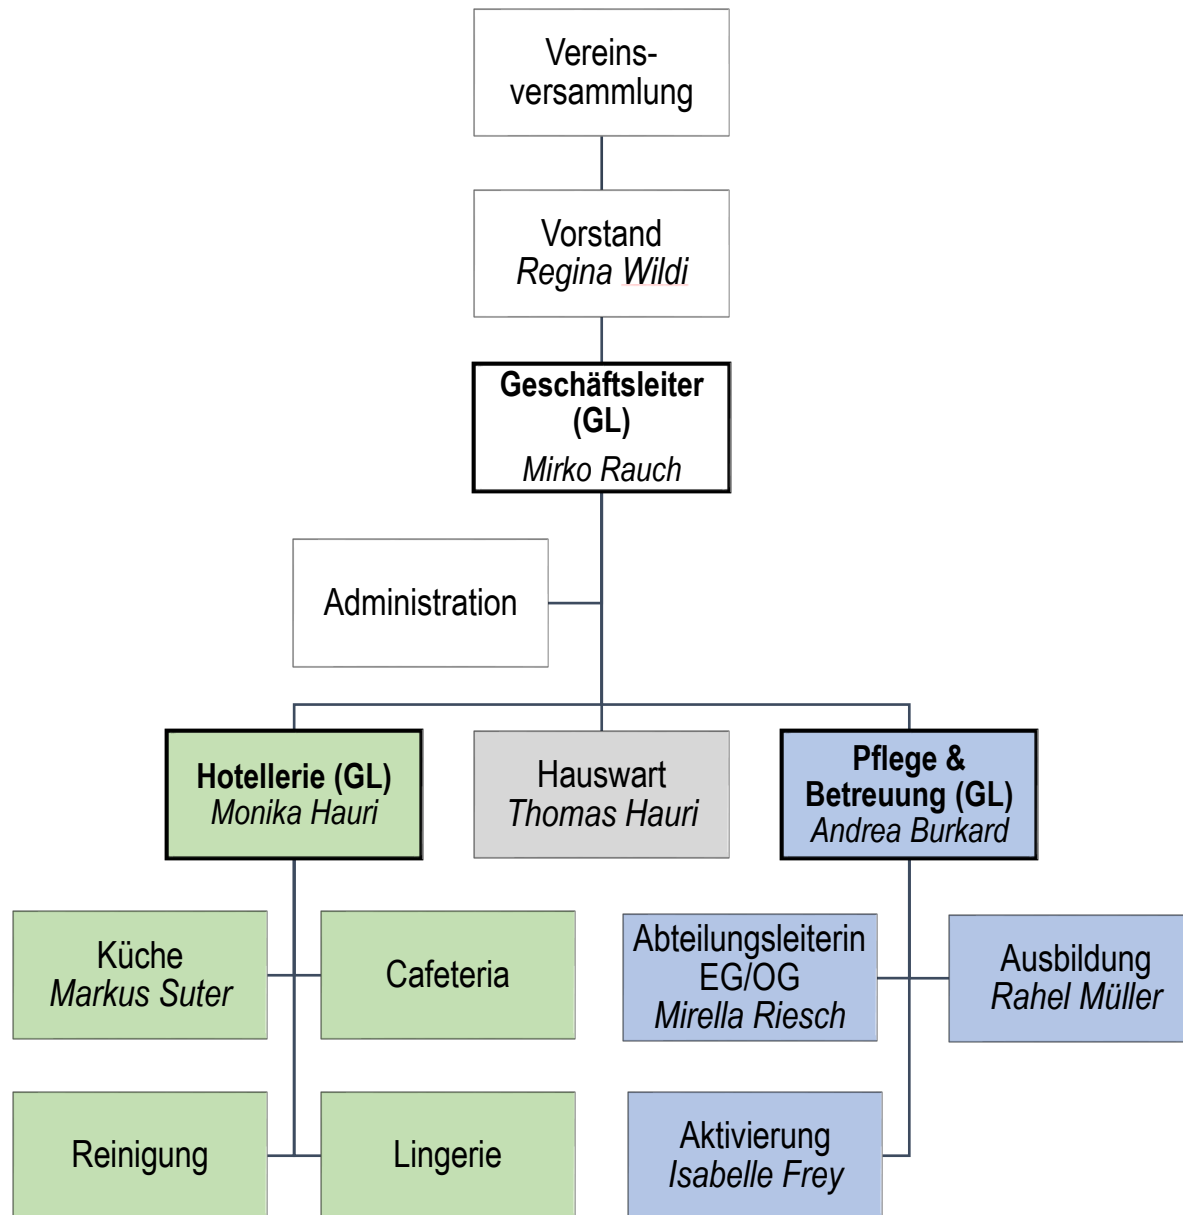 Vereins-
versammlung
Vorstand
Regina Wildi
Geschäftsleiter
(GL)
Mirko Rauch
Administration
Hotellerie (GL)
Monika Hauri
Hauswart
Thomas Hauri
Pflege &
Betreuung (GL)
Andrea Burkard
Küche
Markus Suter
Cafeteria
Abteilungsleiterin
EG/OG
Mirella Riesch
Ausbildung
Rahel Müller
Reinigung
Lingerie
Aktivierung
Isabelle Frey